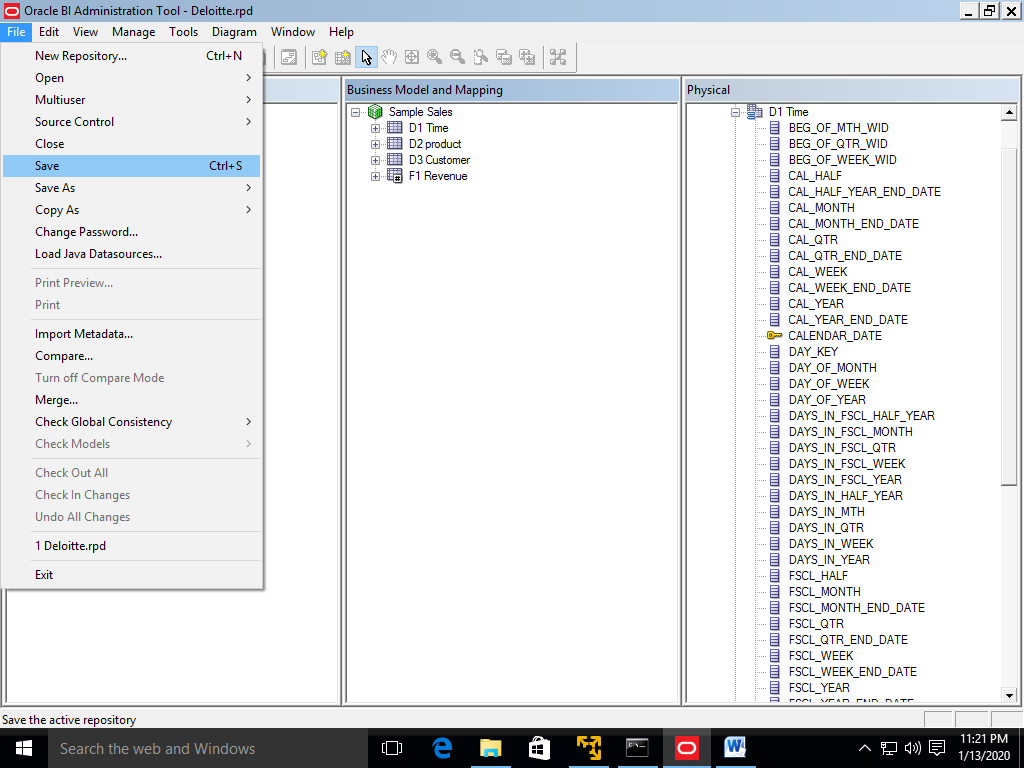 Oracle BI Administration Tool - Deloitte.rpd
File Edit View Manage Tools Diagram Window Help
New Repository... Ctrl+N
Open
Multiuser
Source Control
Close
Save Ctrl+S
Save As
Copy As
Change Password...
Load Java Datasources...
Print Preview...
Print
Import Metadata...
Compare...
Turn off Compare Mode
Merge...
Check Global Consistency
Check Models
Check Out All
Check In Changes
Undo All Changes
1 Deloitte.rpd
Exit
Business Model and Mapping
Sample Sales
D1 Time
D2 product
D3 Customer
F1 Revenue
Physical
D1 Time
BEG_OF_MTH_WID
BEG_OF_QTR_WID
BEG_OF_WEEK_WID
CAL_HALF
CAL_HALF_YEAR_END_DATE
CAL_MONTH
CAL_MONTH_END_DATE
CAL_QTR
CAL_QTR_END_DATE
CAL_WEEK
CAL_WEEK_END_DATE
CAL_YEAR
CAL_YEAR_END_DATE
CALENDAR_DATE
DAY_KEY
DAY_OF_MONTH
DAY_OF_WEEK
DAY_OF_YEAR
DAYS_IN_FSCL_HALF_YEAR
DAYS_IN_FSCL_MONTH
DAYS_IN_FSCL_QTR
DAYS_IN_FSCL_WEEK
DAYS_IN_FSCL_YEAR
DAYS_IN_HALF_YEAR
DAYS_IN_MTH
DAYS_IN_QTR
DAYS_IN_WEEK
DAYS_IN_YEAR
FSCL_HALF
FSCL_MONTH
FSCL_MONTH_END_DATE
FSCL_QTR
FSCL_QTR_END_DATE
FSCL_WEEK
FSCL_WEEK_END_DATE
FSCL_YEAR
FSCL_YEAR_END_DATE
Save the active repository
Search the web and Windows
11:21 PM
1/13/2020